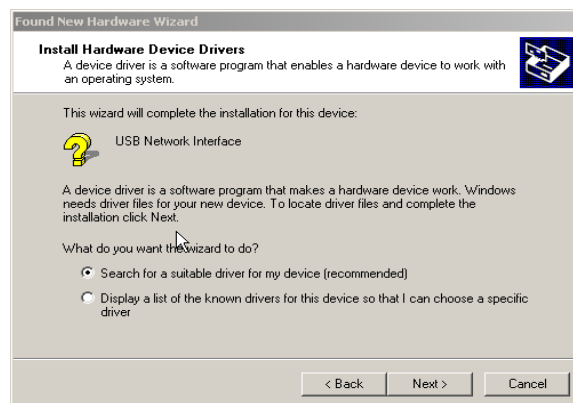 Found New Hardware Wizard
Install Hardware Device Drivers
A device driver is a software program that enables a hardware device to work with
an operating system.
This wizard will complete the installation for this device:
USB Network Interface
A device driver is a software program that makes a hardware device work. Windows
needs driver files for your new device. To locate driver files and complete the
installation click Next.
What do you want the wizard to do?
Search for a suitable driver for my device (recommended)
Display a list of the known drivers for this device so that I can choose a specific
driver
< Back Next > Cancel